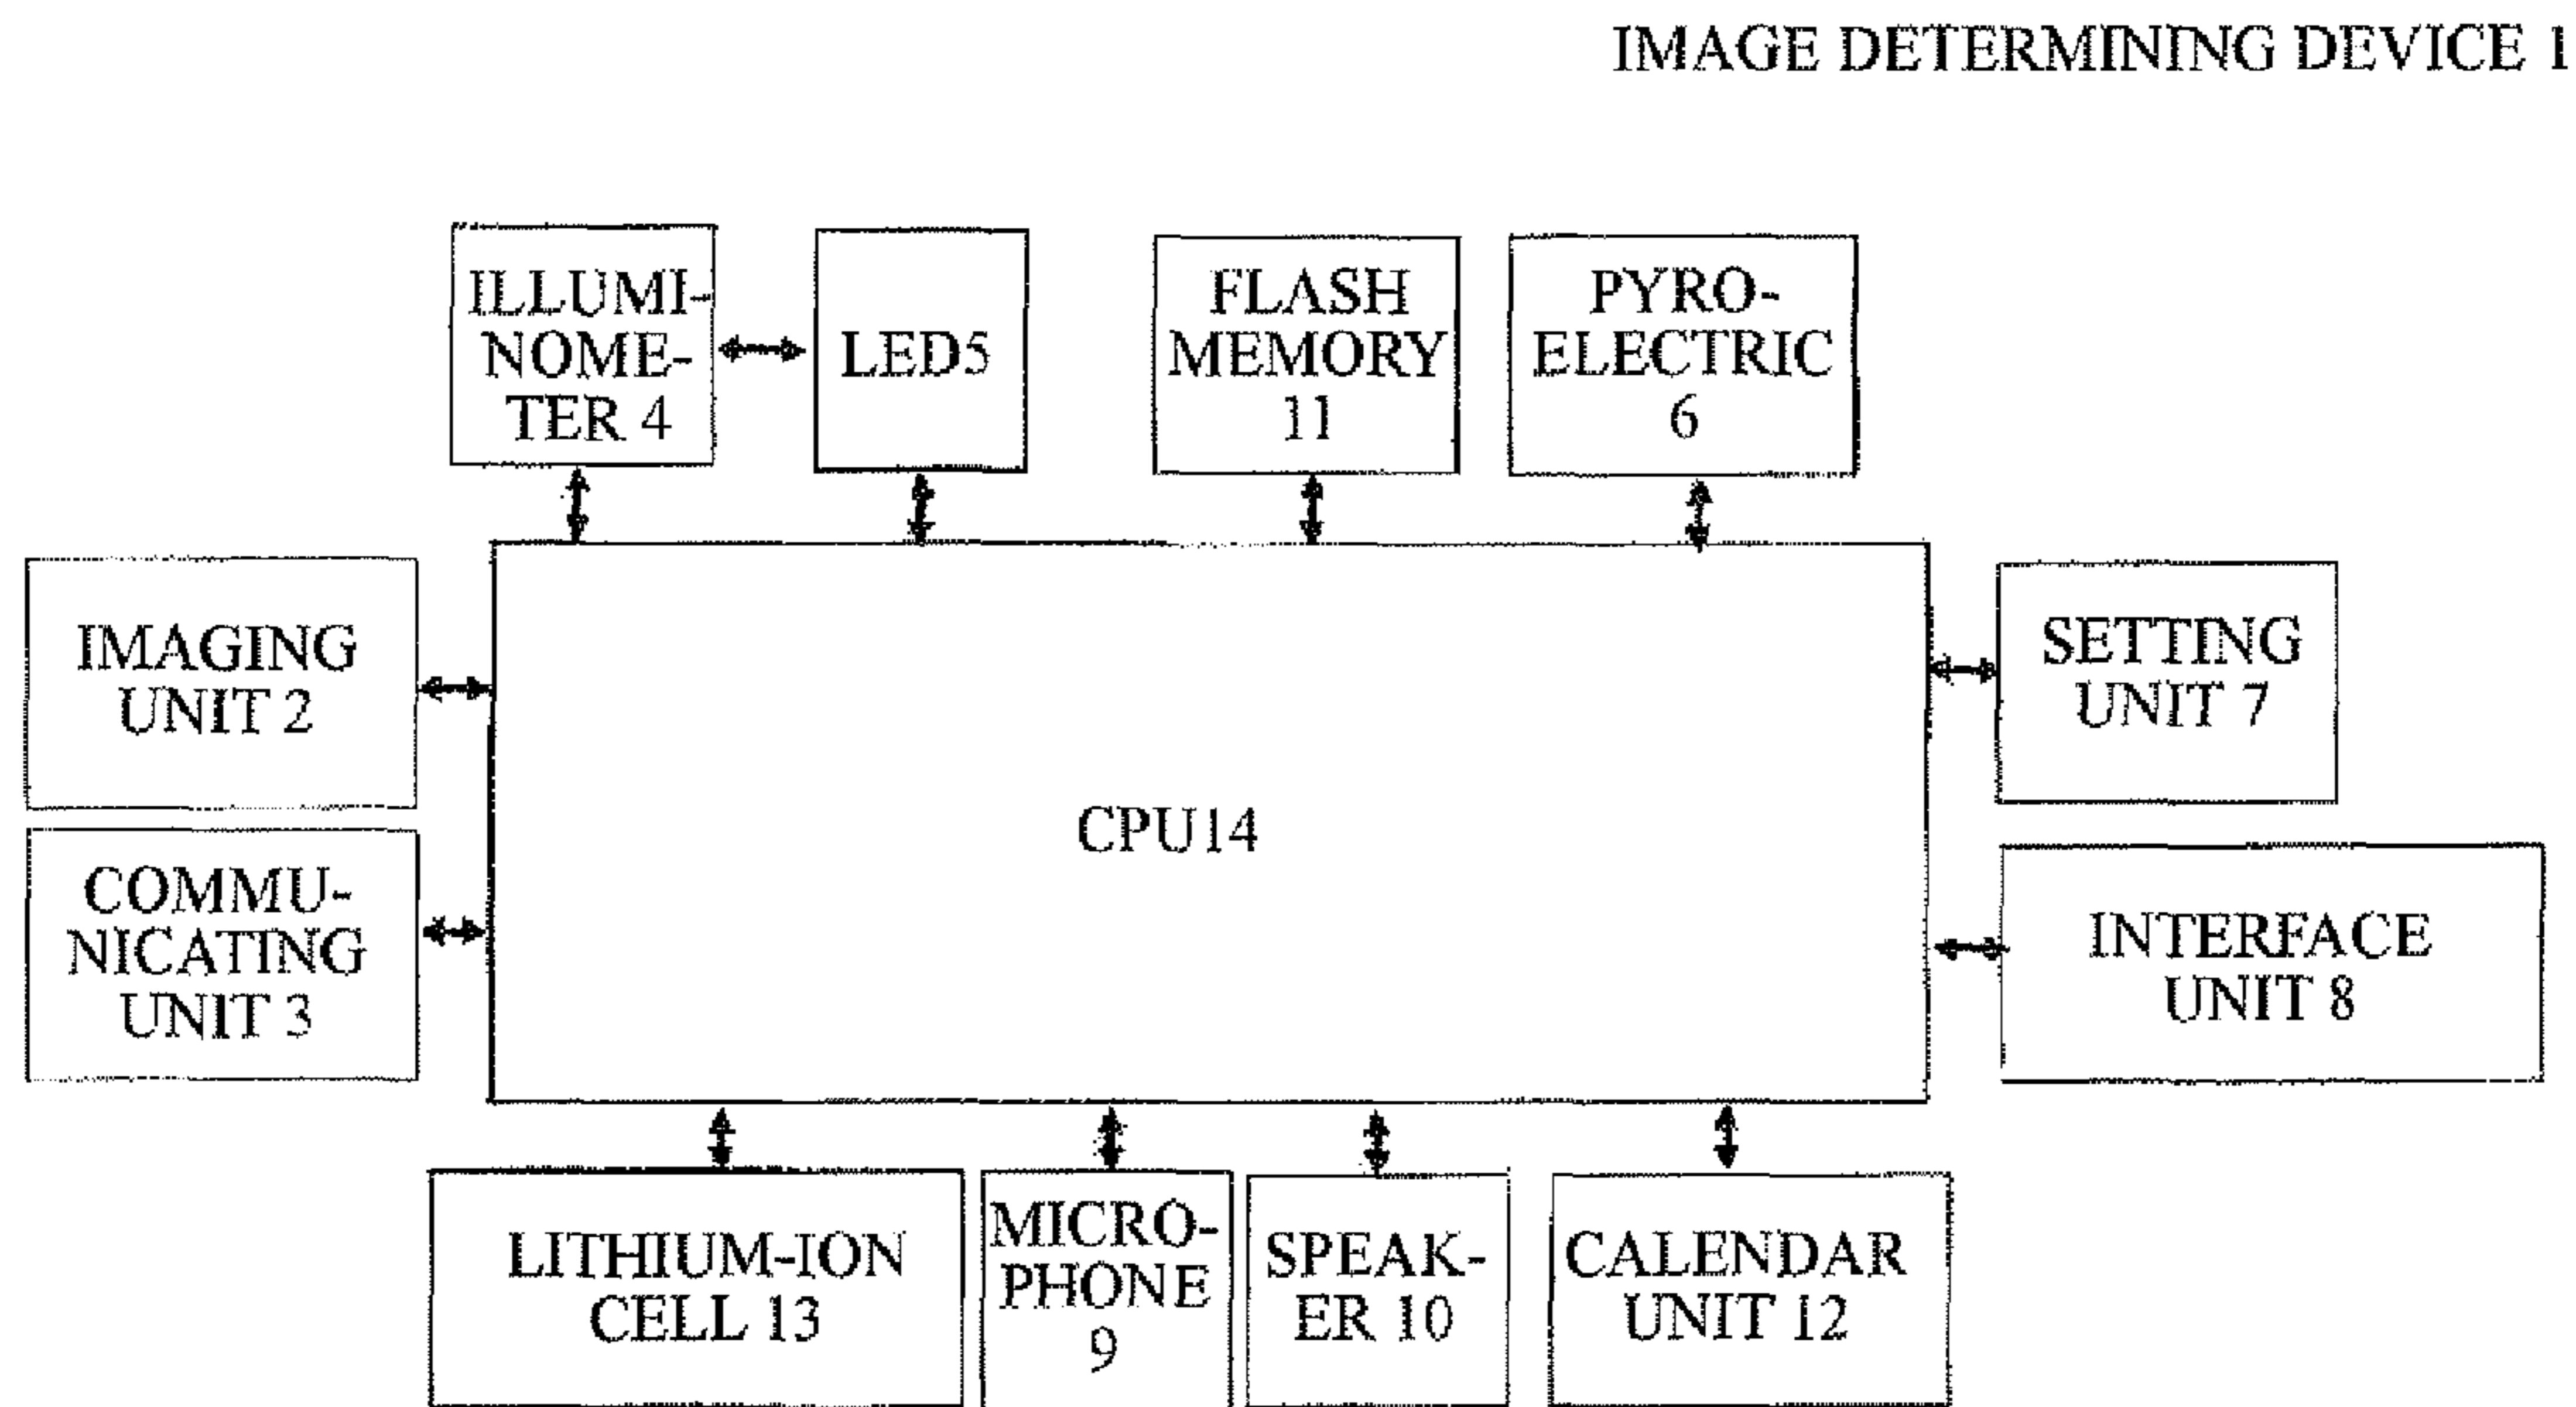 IMAGE DETERMINING DEVICE 1
ILLUMI-
NOME-
TER 4
LED5
FLASH
MEMORY
11
PYRO-
ELECTRIC
6
IMAGING
UNIT 2
COMMU-
NICATING
UNIT 3
CPU14
SETTING
UNIT 7
INTERFACE
UNIT 8
LITHIUM-ION
CELL 13
MICRO-
PHONE
9
SPEAK-
ER 10
CALENDAR
UNIT 12